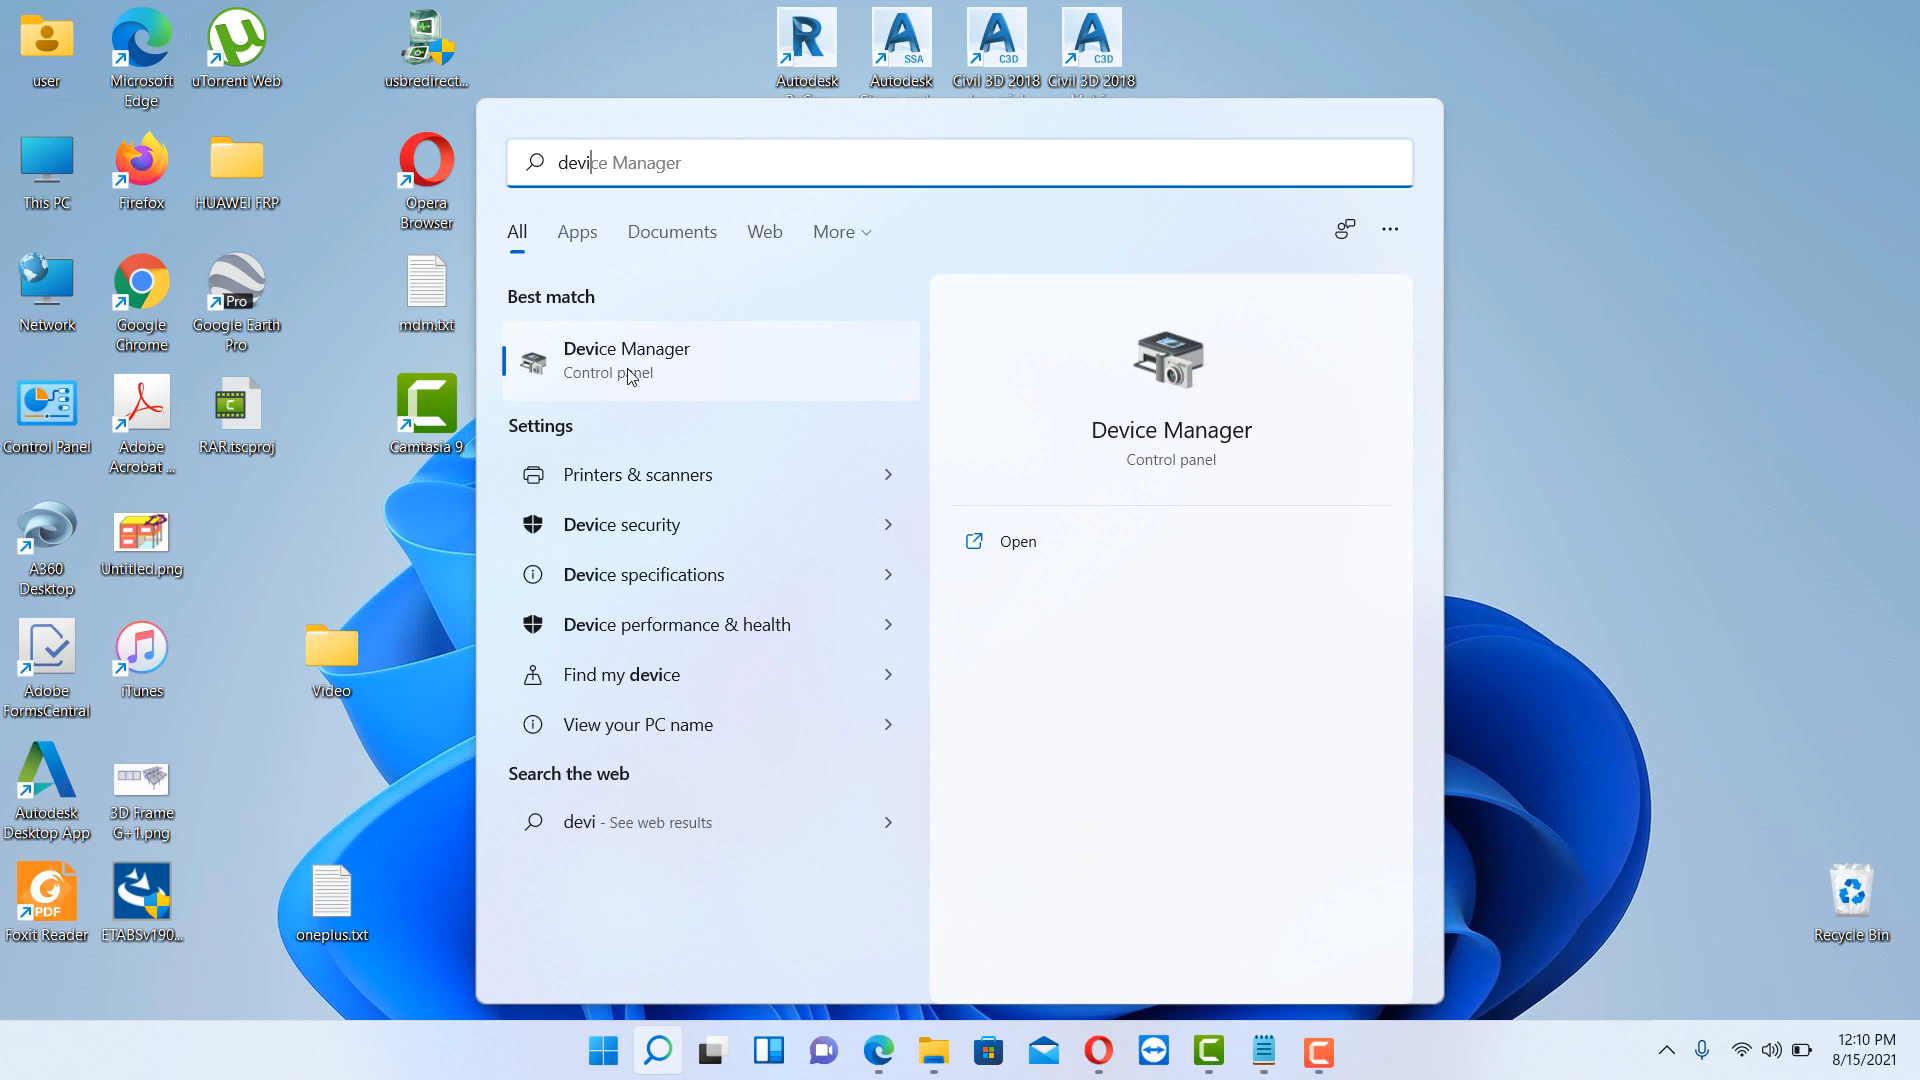 user
Microsoft
Edge
uTorrent Web
usbredirect...
R
Autodesk
A
SSA
Autodesk
A
C3D
Civil 3D 2018
A
C3D
Civil 3D 2018
This PC
Firefox
HUAWEI FRP
Opera
Browser
Network
Google
Chrome
Pro
Google Earth
Pro
mdm.txt
Control Panel
Adobe
Acrobat ...
RAR.tscproj
Camtasia 9
A360
Desktop
Untitled.png
Adobe
FormsCentral
iTunes
Video
Autodesk
Desktop App
3D Frame
G+1.png
PDF
Foxit Reader
ETABSv190...
oneplus.txt
Recycle Bin
device Manager
All
Apps
Documents
Web
More
Best match
Device Manager
Control panel
Settings
Printers & scanners
Device security
Device specifications
Device performance & health
Find my device
View your PC name
Search the web
devi - See web results
Device Manager
Control panel
Open
12:10 PM
8/15/2021